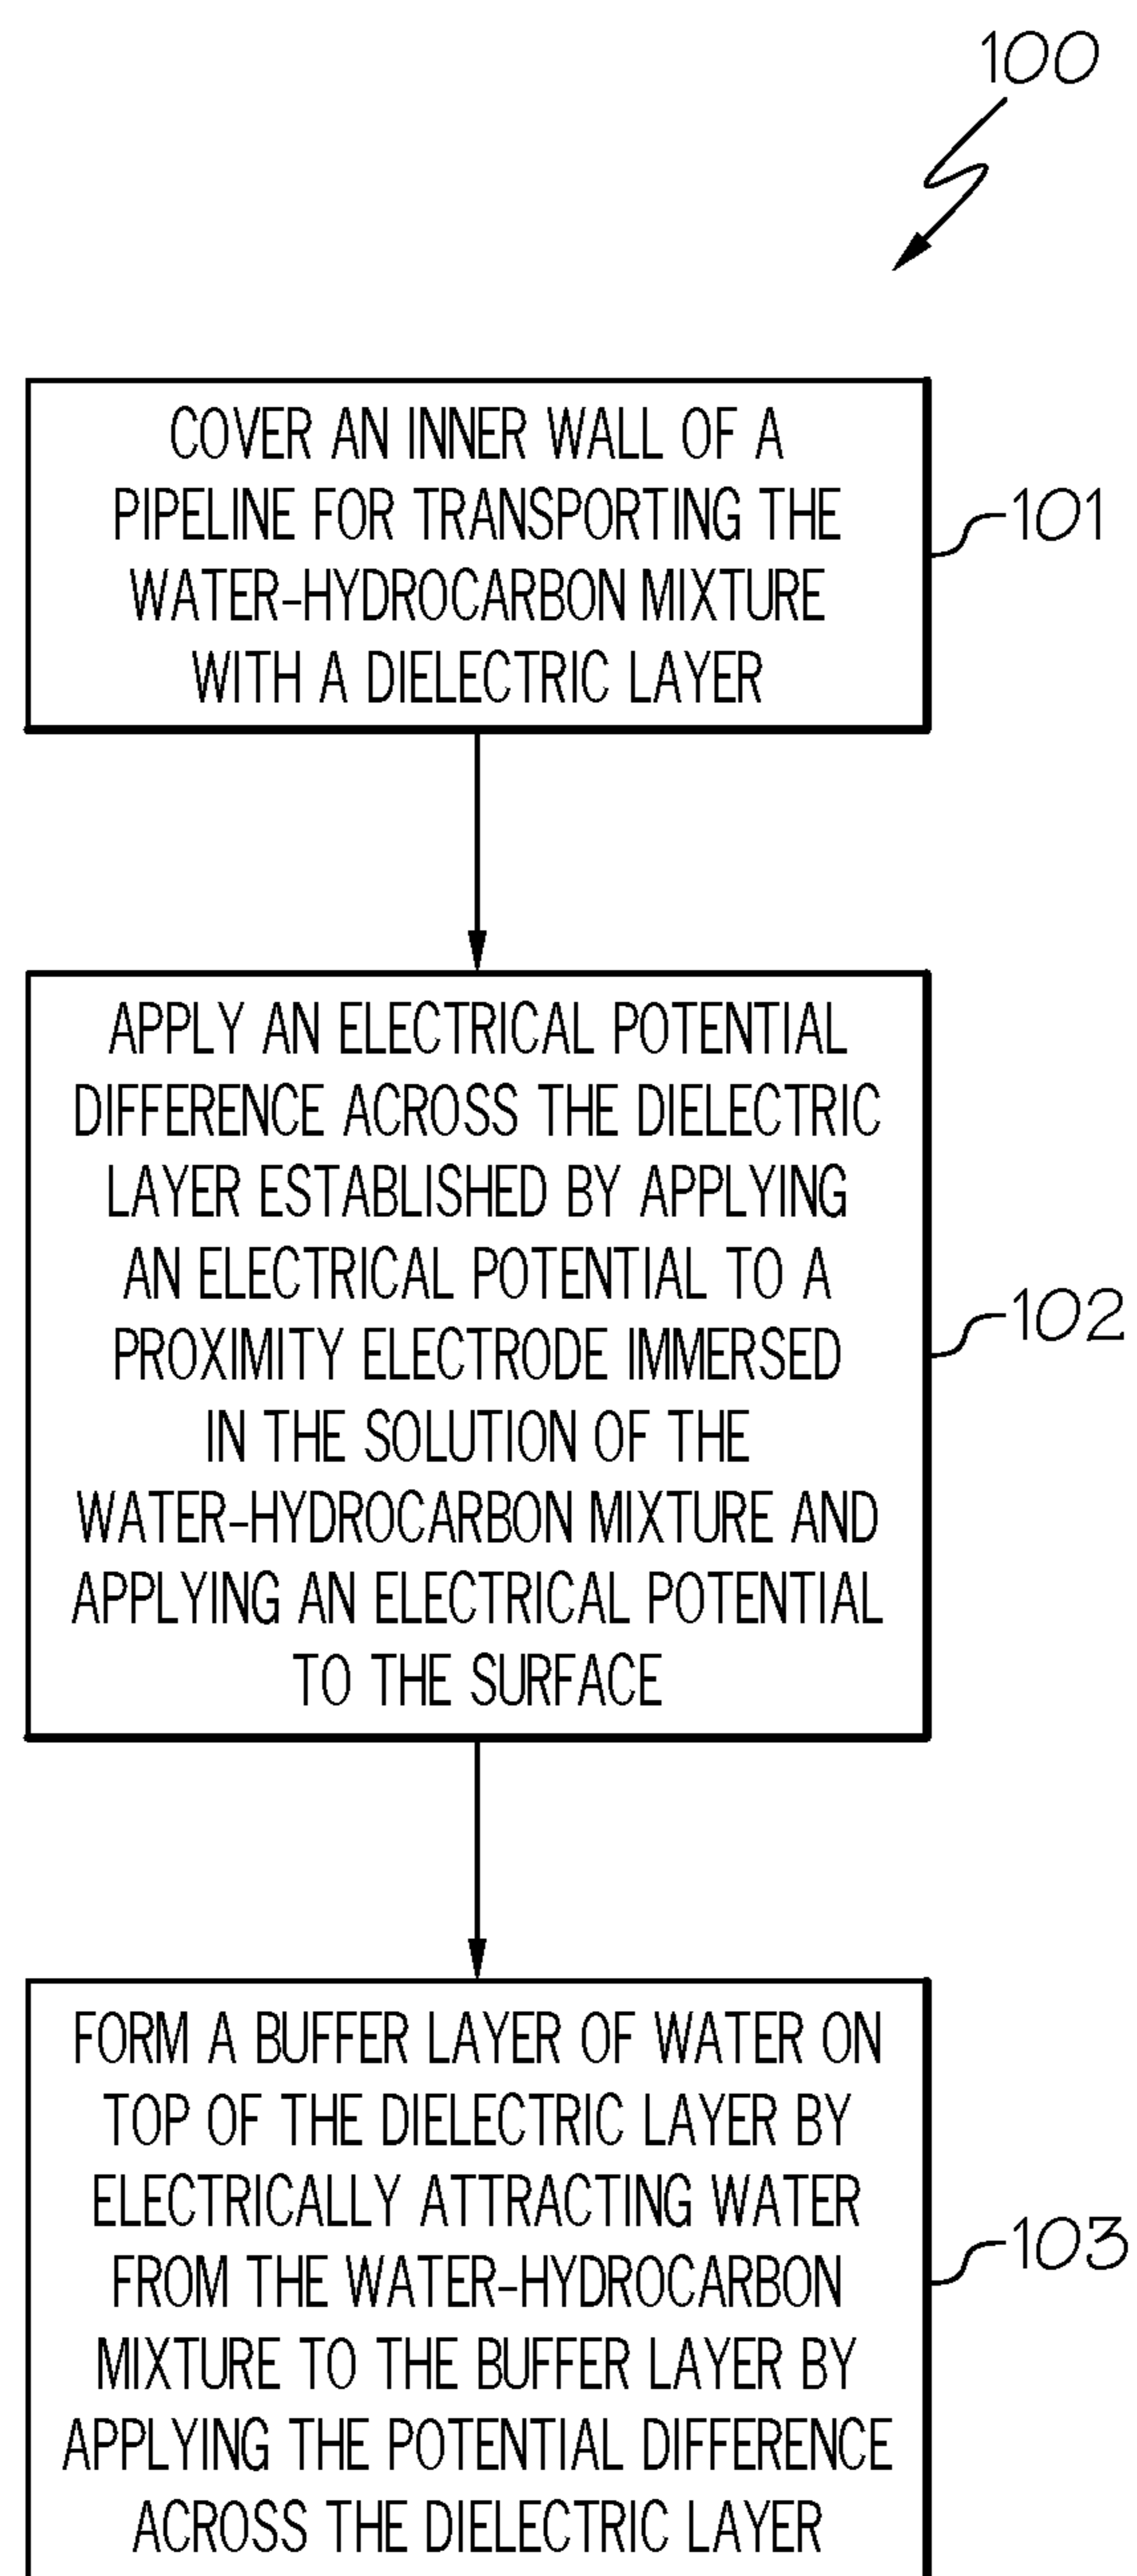 100
COVER AN INNER WALL OF A
PIPELINE FOR TRANSPORTING THE
WATER-HYDROCARBON MIXTURE
WITH A DIELECTRIC LAYER
101
APPLY AN ELECTRICAL POTENTIAL
DIFFERENCE ACROSS THE DIELECTRIC
LAYER ESTABLISHED BY APPLYING
AN ELECTRICAL POTENTIAL TO A
PROXIMITY ELECTRODE IMMERSED
IN THE SOLUTION OF THE
WATER-HYDROCARBON MIXTURE AND
APPLYING AN ELECTRICAL POTENTIAL
TO THE SURFACE
102
FORM A BUFFER LAYER OF WATER ON
TOP OF THE DIELECTRIC LAYER BY
ELECTRICALLY ATTRACTING WATER
FROM THE WATER-HYDROCARBON
MIXTURE TO THE BUFFER LAYER BY
APPLYING THE POTENTIAL DIFFERENCE
ACROSS THE DIELECTRIC LAYER
103